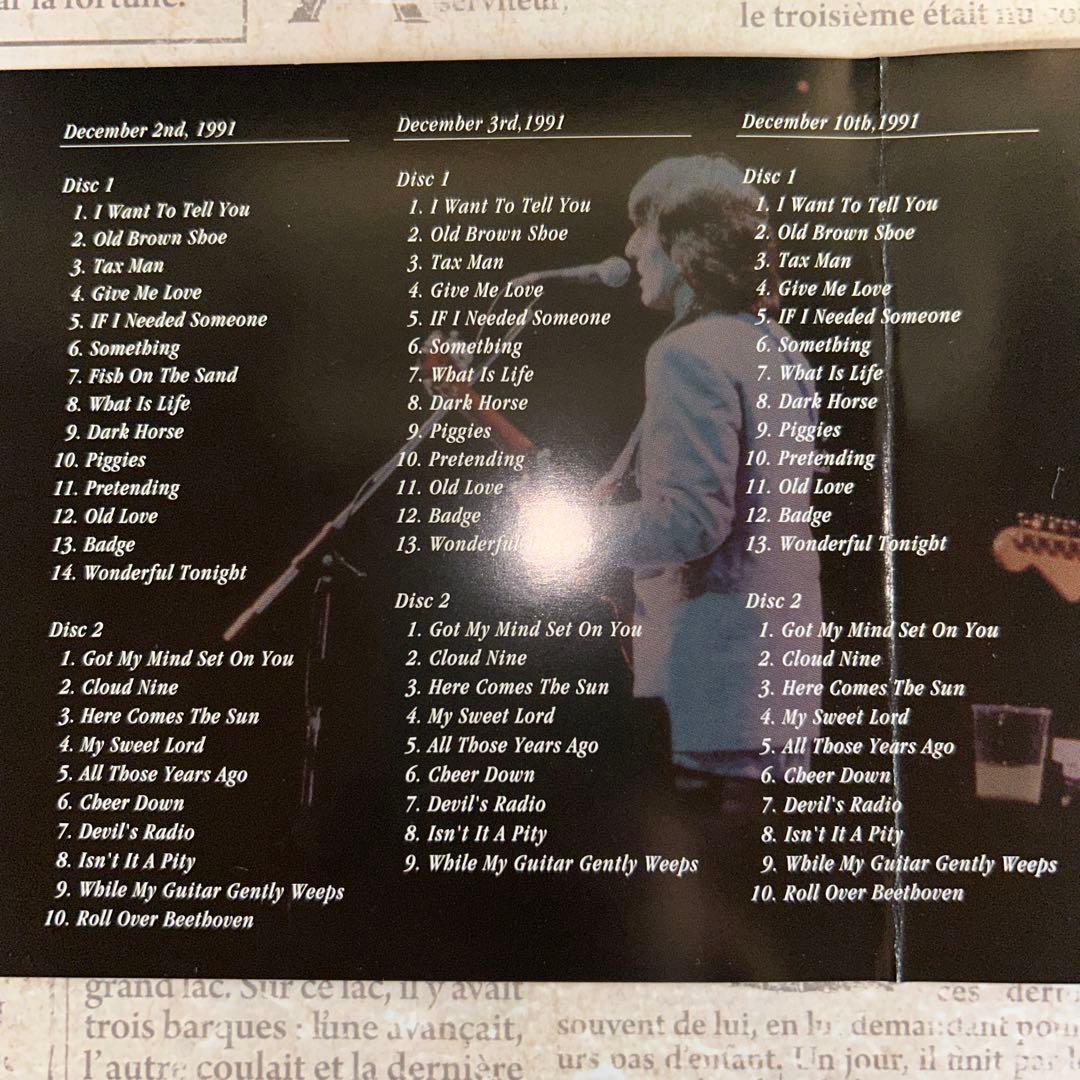 la fortune.
serviteur,
le troisième était nu
December 2nd, 1991
Disc 1
1. I Want To Tell You
2. Old Brown Shoe
3. Tax Man
4. Give Me Love
5. IF I Needed Someone
6. Something
7. Fish On The Sand
8. What Is Life
9. Dark Horse
10. Piggies
11. Pretending
12. Old Love
13. Badge
14. Wonderful Tonight
Disc 2
1. Got My Mind Set On You
2. Cloud Nine
3. Here Comes The Sun
4. My Sweet Lord
5. All Those Years Ago
6. Cheer Down
7. Devil's Radio
8. Isn't It A Pity
9. While My Guitar Gently Weeps
10. Roll Over Beethoven
December 3rd,1991
Disc 1
1. I Want To Tell You
2. Old Brown Shoe
3. Tax Man
4. Give Me Love
5. IF I Needed Someone
6. Something
7. What Is Life
8. Dark Horse
9. Piggies
10. Pretending
11. Old Love
12. Badge
13. Wonderful
Disc 2
1. Got My Mind Set On You
2. Cloud Nine
3. Here Comes The Sun
4. My Sweet Lord
5. All Those Years Ago
6. Cheer Down
7. Devil's Radio
8. Isn't It A Pity
9. While My Guitar Gently Weeps
December 10th,1991
Disc 1
1. I Want To Tell You
2. Old Brown Shoe
3. Tax Man
4. Give Me Love
5. IF I Needed Someone
6. Something
7. What Is Life
8. Dark Horse
9. Piggies
10. Pretending
11. Old Love
12. Badge
13. Wonderful Tonight
Disc 2
1. Got My Mind Set On You
2. Cloud Nine
3. Here Comes The Sun
4. My Sweet Lord
5. All Those Years Ago
6. Cheer Down
7. Devil's Radio
8. Isn't It A Pity
9. While My Guitar Gently Weeps
10. Roll Over Beethoven
grand lac. Sur ce lac, il y avait
trois barques : l'une avançait,
l'autre coulait et la dernière
ces
souvent de lui, en demandant
pas d'enfant. Un jour, il finit